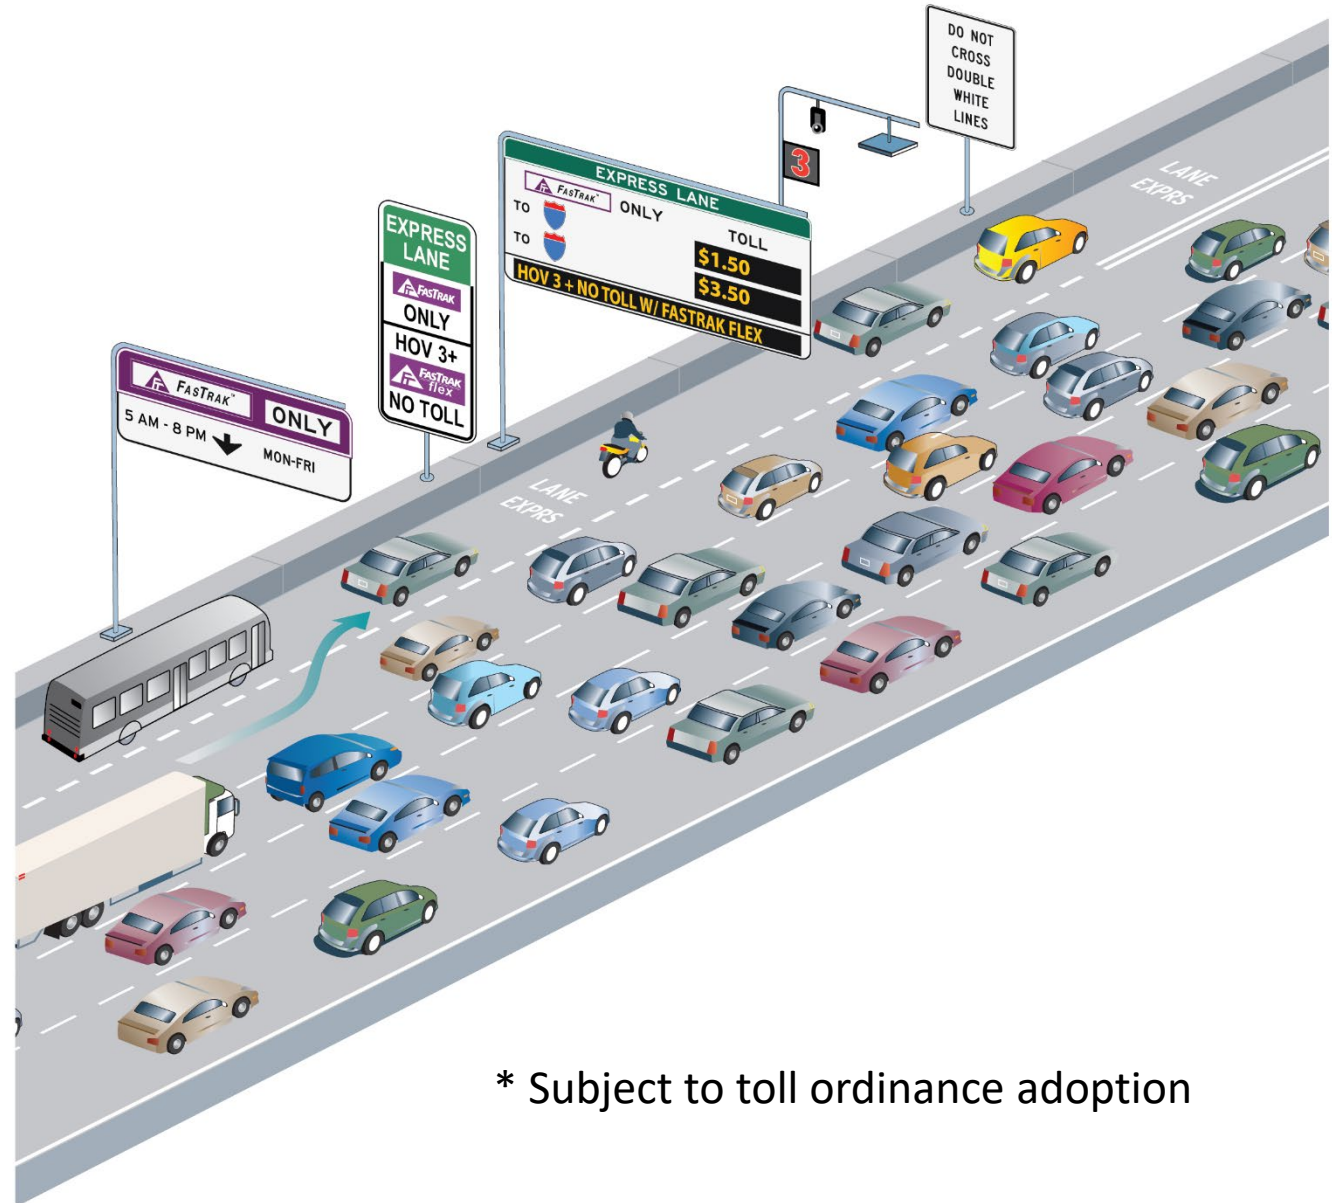 FASTRAK™ ONLY
5 AM - 8 PM
MON-FRI
EXPRESS
LANE
FASTRAK
ONLY
HOV 3+
FASTRAK
flex
NO TOLL
EXPRESS LANE
FASTRAK™ ONLY
TOLL
TO $1.50
TO $3.50
HOV 3 + NO TOLL W/ FASTRAK FLEX
3
DO NOT
CROSS
DOUBLE
WHITE
LINES
LANE
EXPRS
LANE
EXPRS
* Subject to toll ordinance adoption